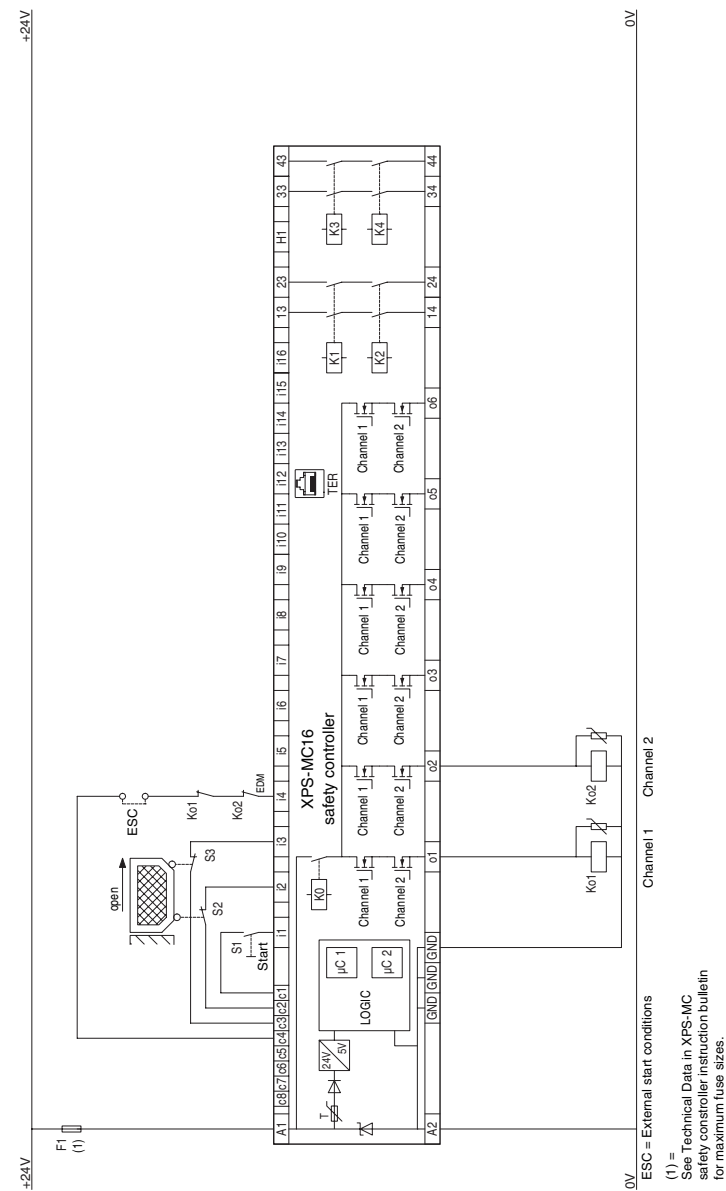 +24V
+24V
F1
(1)
ESC
Ko1
Ko2
EDM
open
S3
S2
S1
Start
A1
c8
c7
c6
c5
c4
c3
c2
c1
i1
i2
i3
i4
i5
i6
i7
i8
i9
i10
i11
i12
i13
i14
i15
i16
13
23
H1
33
43
T
24V
5V
LOGIC
µC 1
µC 2
K0
XPS-MC16
safety controller
TER
K1
K2
K3
K4
Channel 1
Channel 2
Channel 1
Channel 2
Channel 1
Channel 2
Channel 1
Channel 2
Channel 1
Channel 2
Channel 1
Channel 2
A2
GND
GND
GND
o1
o2
o3
o4
o5
o6
14
24
34
44
Ko1
Ko2
0V
0V
Channel 1
Channel 2
ESC = External start conditions
(1) =
See Technical Data in XPS-MC
safety constroller instruction bulletin
for maximum fuse sizes.